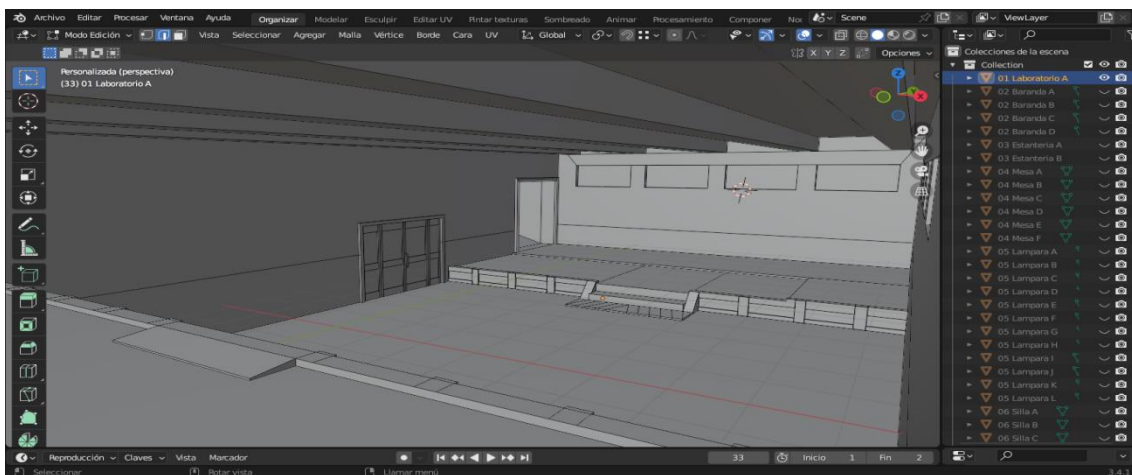 Archivo Editar Procesar Ventana Ayuda Organizar Modelar Esculpir Editar UV Pintar texturas Sombreado Animar Procesamiento Componer Scene ViewLayer
Modo Edición Vista Seleccionar Agregar Malla Vértice Borde Cara UV Global
X Y Z Opciones
Colecciones de la escena
Personalizada (perspectiva)
(33) 01 Laboratorio A
Z
X
Collection
01 Laboratorio A
02 Baranda A
02 Baranda B
02 Baranda C
02 Baranda D
03 Estanteria A
03 Estanteria B
04 Mesa A
04 Mesa B
04 Mesa C
04 Mesa D
04 Mesa E
04 Mesa F
05 Lampara A
05 Lampara B
05 Lampara C
05 Lampara D
05 Lampara E
05 Lampara F
05 Lampara G
05 Lampara H
05 Lampara I
05 Lampara J
05 Lampara K
05 Lampara L
06 Silla A
06 Silla B
06 Silla C
Reproducción Claves Vista Marcador 33 Inicio 1 Fin 2
Seleccionar Rotar vista Llamar menú 3.4.1